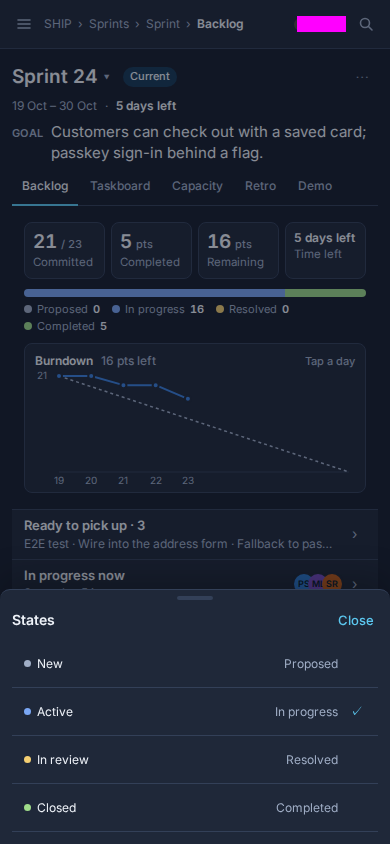 SHIP › Sprints › Sprint › Backlog
Sprint 24 ▾ Current ···
19 Oct – 30 Oct · 5 days left
GOAL Customers can check out with a saved card;
passkey sign-in behind a flag.
Backlog Taskboard Capacity Retro Demo
21 / 23 5 pts 16 pts 5 days left
Committed Completed Remaining Time left
Proposed 0 In progress 16 Resolved 0
Completed 5
Burndown 16 pts left Tap a day
21
19 20 21 22 23
Ready to pick up · 3
E2E test · Wire into the address form · Fallback to pas... ›
In progress now
PS SR ›
States Close
New Proposed
Active In progress ✓
In review Resolved
Closed Completed